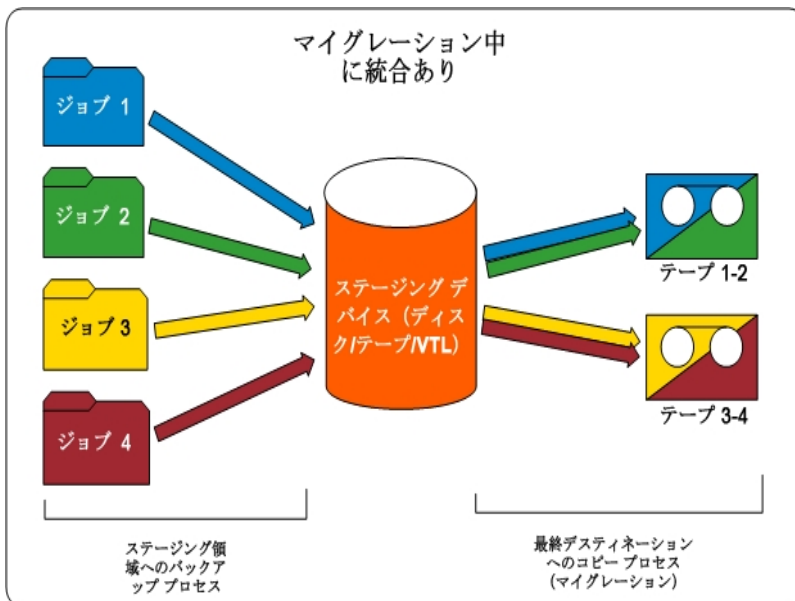 マイグレーション中
に統合あり
ジョブ 1
ジョブ 2
ジョブ 3
ジョブ 4
ステージング デ
バイス（ディス
ク/テープ/VTL）
テープ 1-2
テープ 3-4
ステージング領
域へのバックア
ップ プロセス
最終デスティネーション
へのコピー プロセス
(マイグレーション)